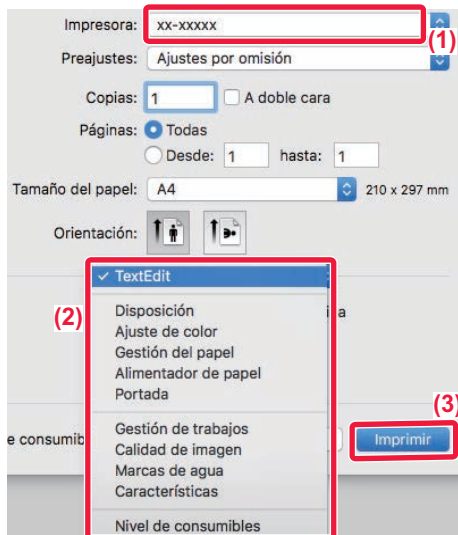 Impresora: xx-xxxxx
(1)
Preajustes: Ajustes por omisión
Copias: 1 A doble cara
Páginas: Todas
Desde: 1 hasta: 1
Tamaño del papel: A4 210 x 297 mm
Orientación:
✓ TextEdit
(2)
Disposición
Ajuste de color
Gestión del papel
Alimentador de papel
Portada
(3)
Gestión de trabajos
e consumib Imprimir
Calidad de imagen
Marcas de agua
Características
Nivel de consumibles